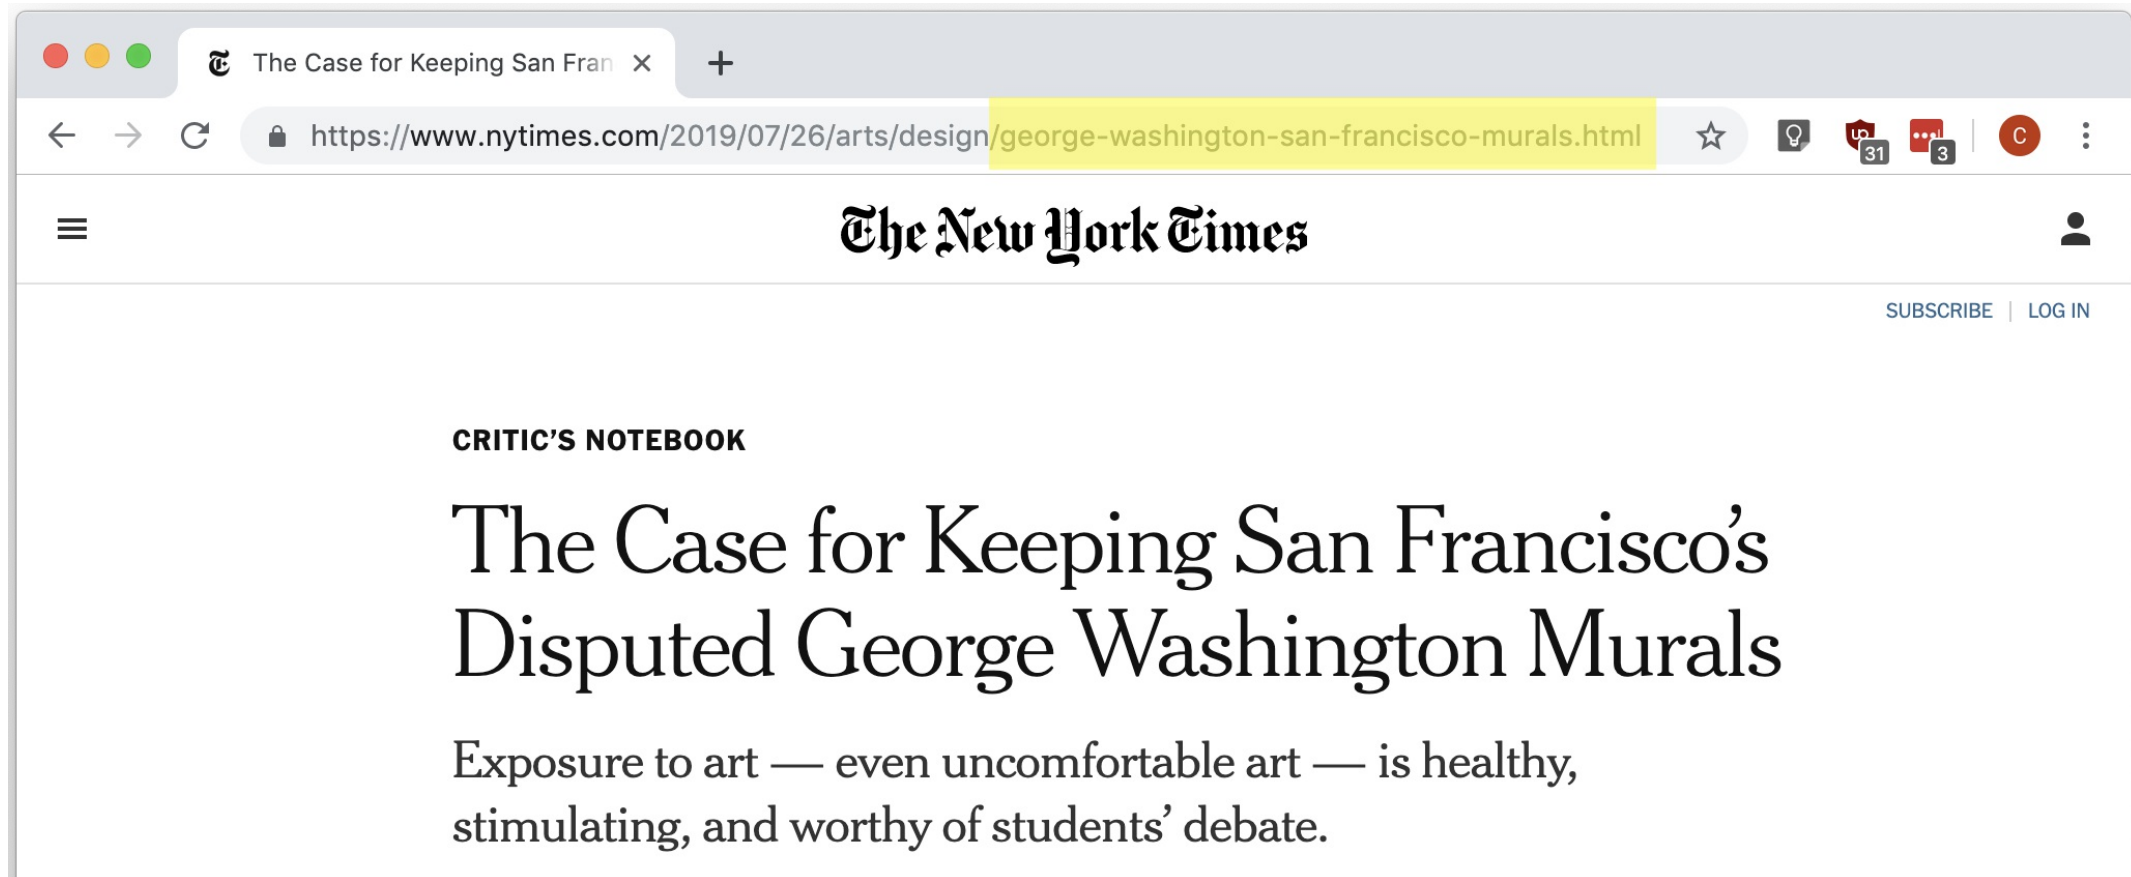 The Case for Keeping San Fran
https://www.nytimes.com/2019/07/26/arts/design/george-washington-san-francisco-murals.html
31
3
C
The New York Times
SUBSCRIBE | LOG IN
CRITIC’S NOTEBOOK
The Case for Keeping San Francisco’s
Disputed George Washington Murals
Exposure to art — even uncomfortable art — is healthy,
stimulating, and worthy of students’ debate.